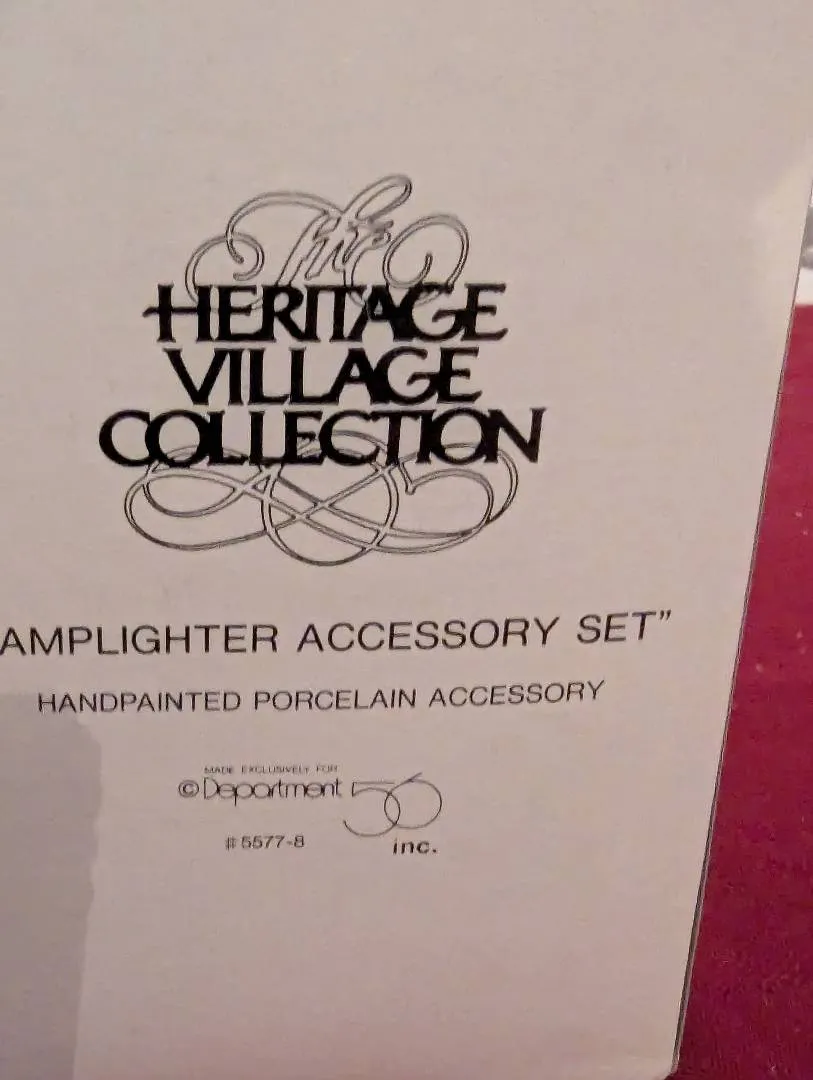 The
HERITAGE
VILLAGE
COLLECTION
AMPLIGHTER ACCESSORY SET”
HANDPAINTED PORCELAIN ACCESSORY
MADE EXCLUSIVELY FOR
©Department 56
#5577-8
inc.